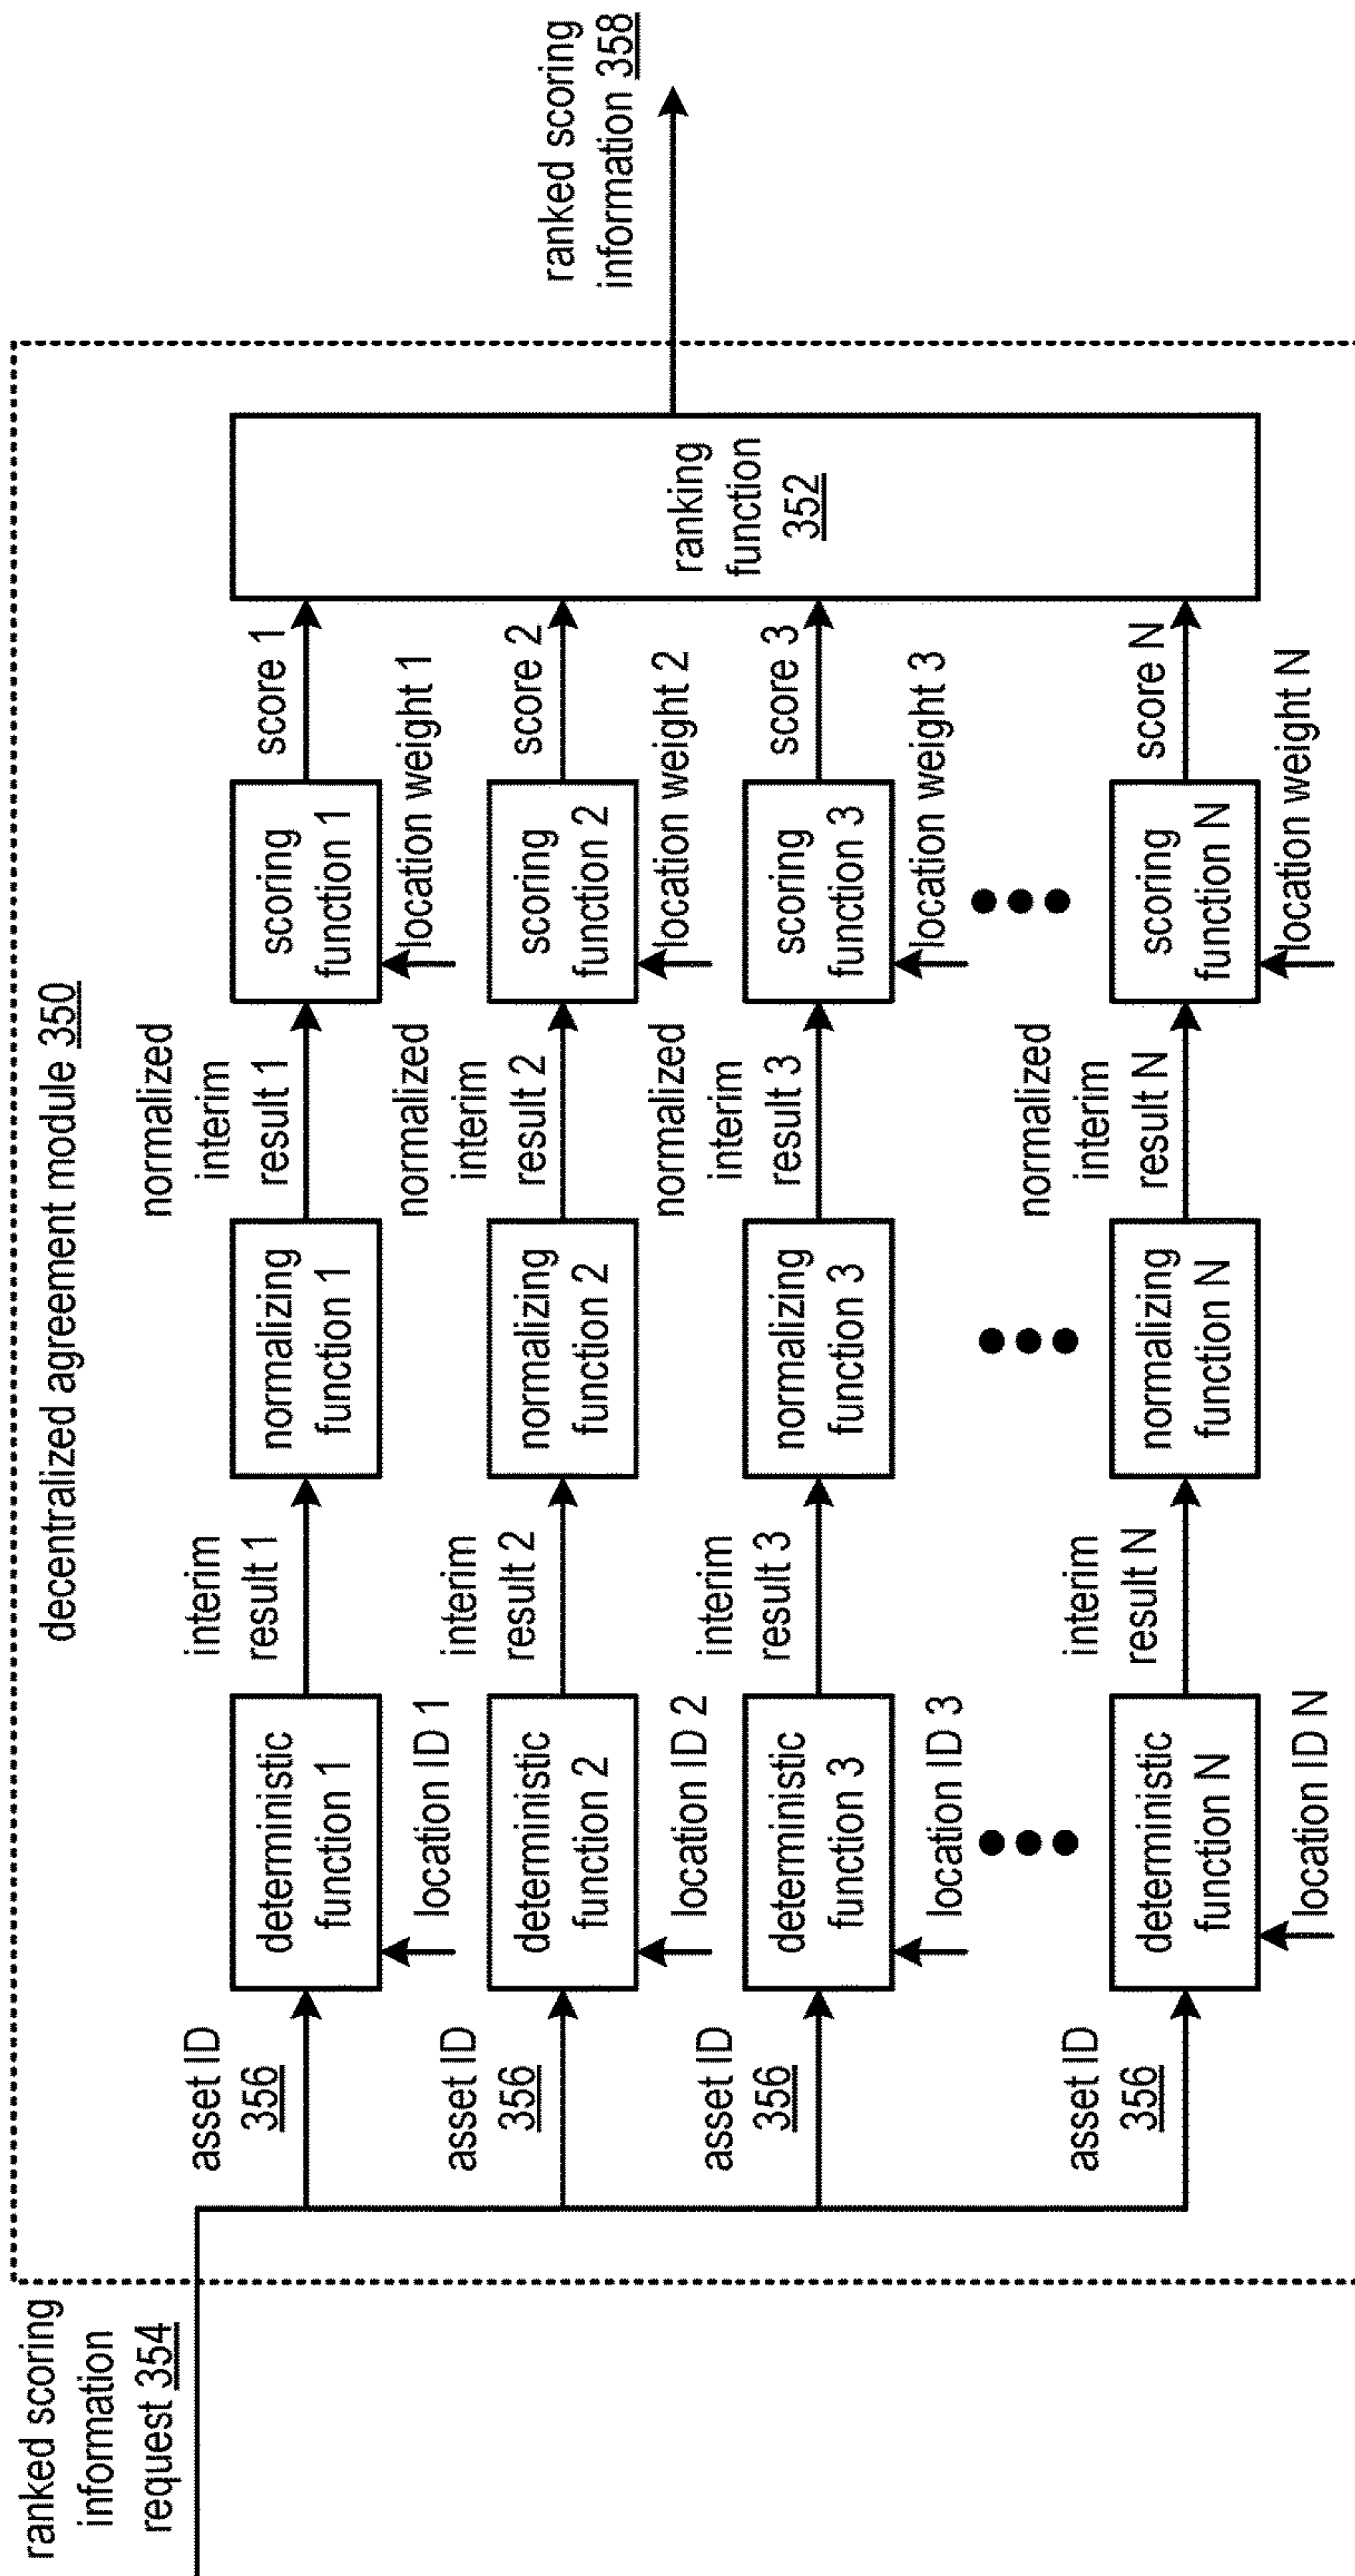 ranked scoring
information
request 354
decentralized agreement module 350
asset ID
356
deterministic
function 1
location ID 1
interim
result 1
normalizing
function 1
normalized
interim
result 1
scoring
function 1
location weight 1
score 1
asset ID
356
deterministic
function 2
location ID 2
interim
result 2
normalizing
function 2
normalized
interim
result 2
scoring
function 2
location weight 2
score 2
asset ID
356
deterministic
function 3
location ID 3
interim
result 3
normalizing
function 3
normalized
interim
result 3
scoring
function 3
location weight 3
score 3
asset ID
356
deterministic
function N
location ID N
interim
result N
normalizing
function N
normalized
interim
result N
scoring
function N
location weight N
score N
ranking
function
352
ranked scoring
information 358